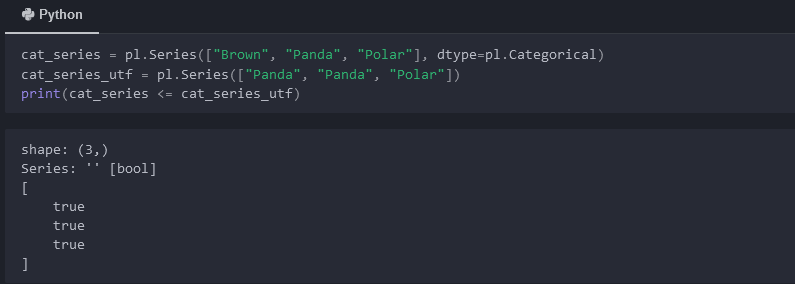 Python
cat_series = pl.Series(["Brown", "Panda", "Polar"], dtype=pl.Categorical)
cat_series_utf = pl.Series(["Panda", "Panda", "Polar"])
print(cat_series <= cat_series_utf)
shape: (3,)
Series: '' [bool]
[
    true
    true
    true
]